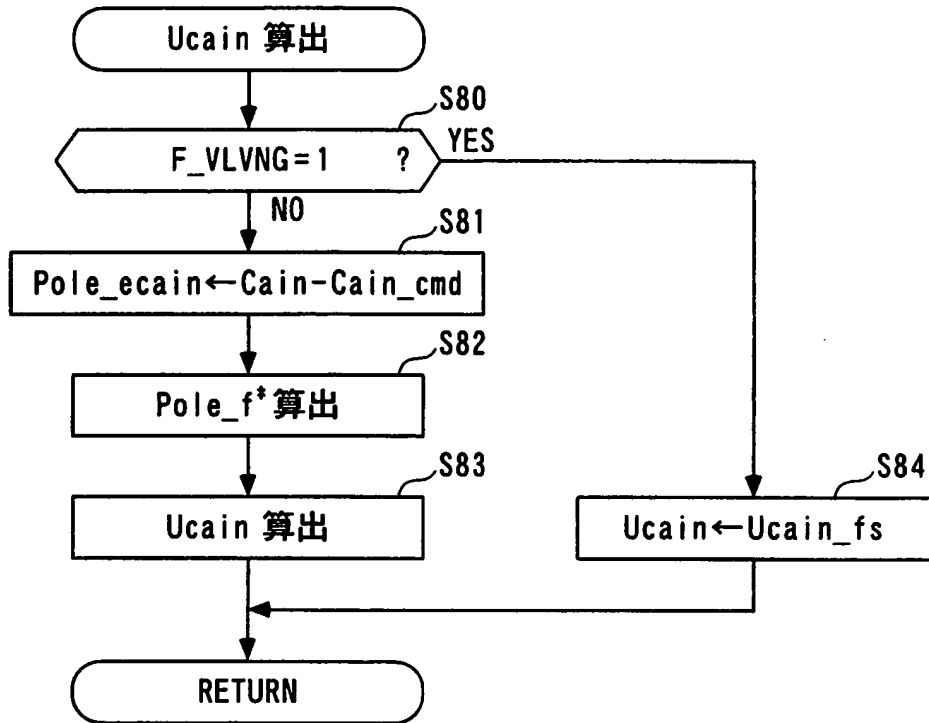 Ucain 算出
S80
F_VLVNG=1 ?
YES
NO
S81
Pole_ecain←Cain-Cain_cmd
S82
Pole_f* 算出
S83
Ucain 算出
S84
Ucain←Ucain_fs
RETURN